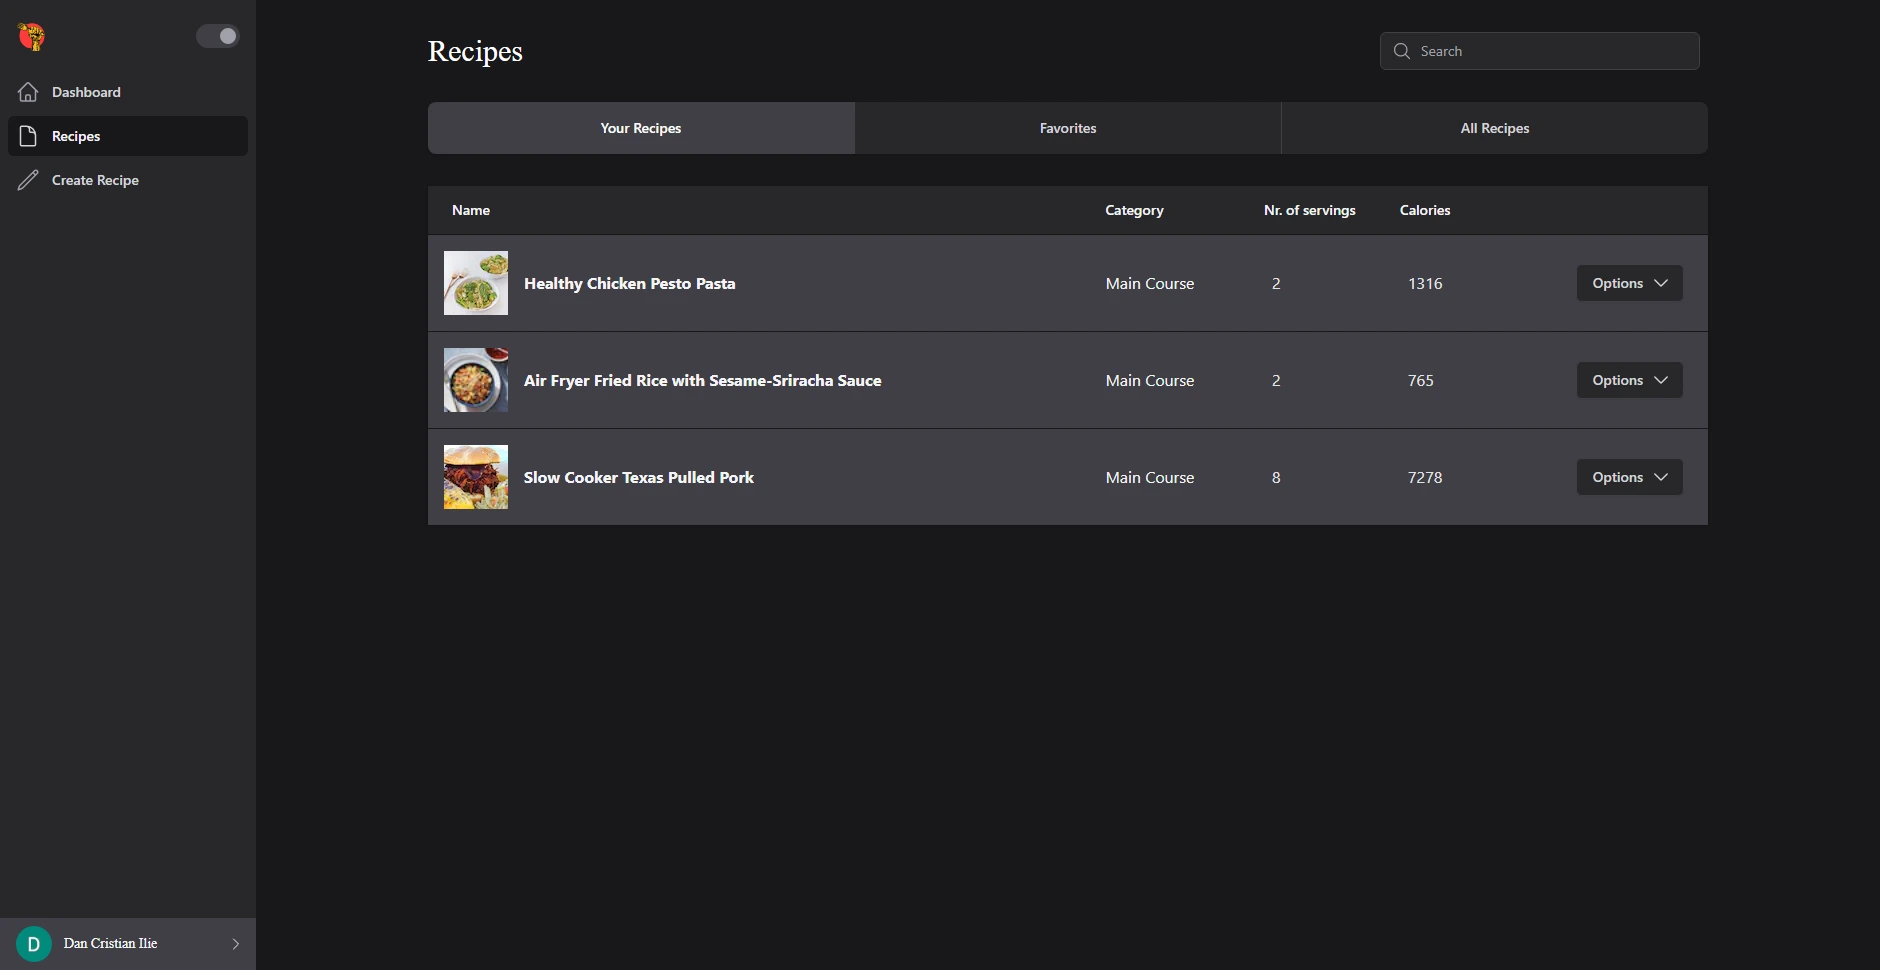 Dashboard
Recipes
Create Recipe
Dan Cristian Ilie
D
Recipes
Search
Your Recipes
Favorites
All Recipes
Name
Category
Nr. of servings
Calories
Healthy Chicken Pesto Pasta
Main Course
2
1316
Options
Air Fryer Fried Rice with Sesame-Sriracha Sauce
Main Course
2
765
Options
Slow Cooker Texas Pulled Pork
Main Course
8
7278
Options